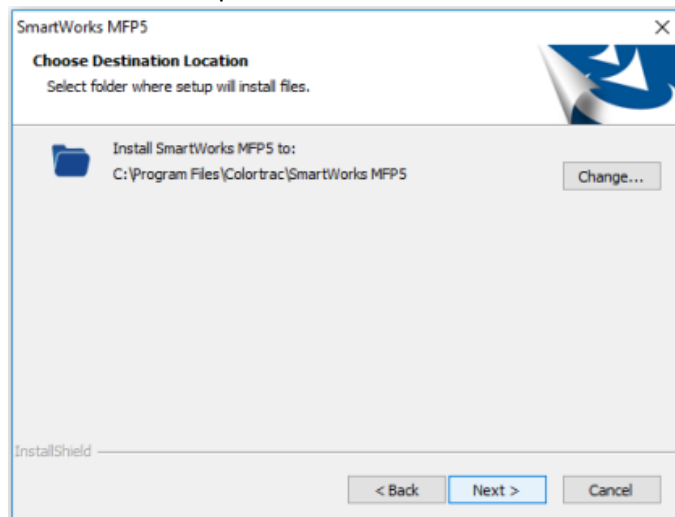 SmartWorks MFP5
Choose Destination Location
Select folder where setup will install files.
Install SmartWorks MFP5 to:
C:\Program Files\Colortrac\SmartWorks MFP5
Change...
InstallShield
< Back
Next >
Cancel